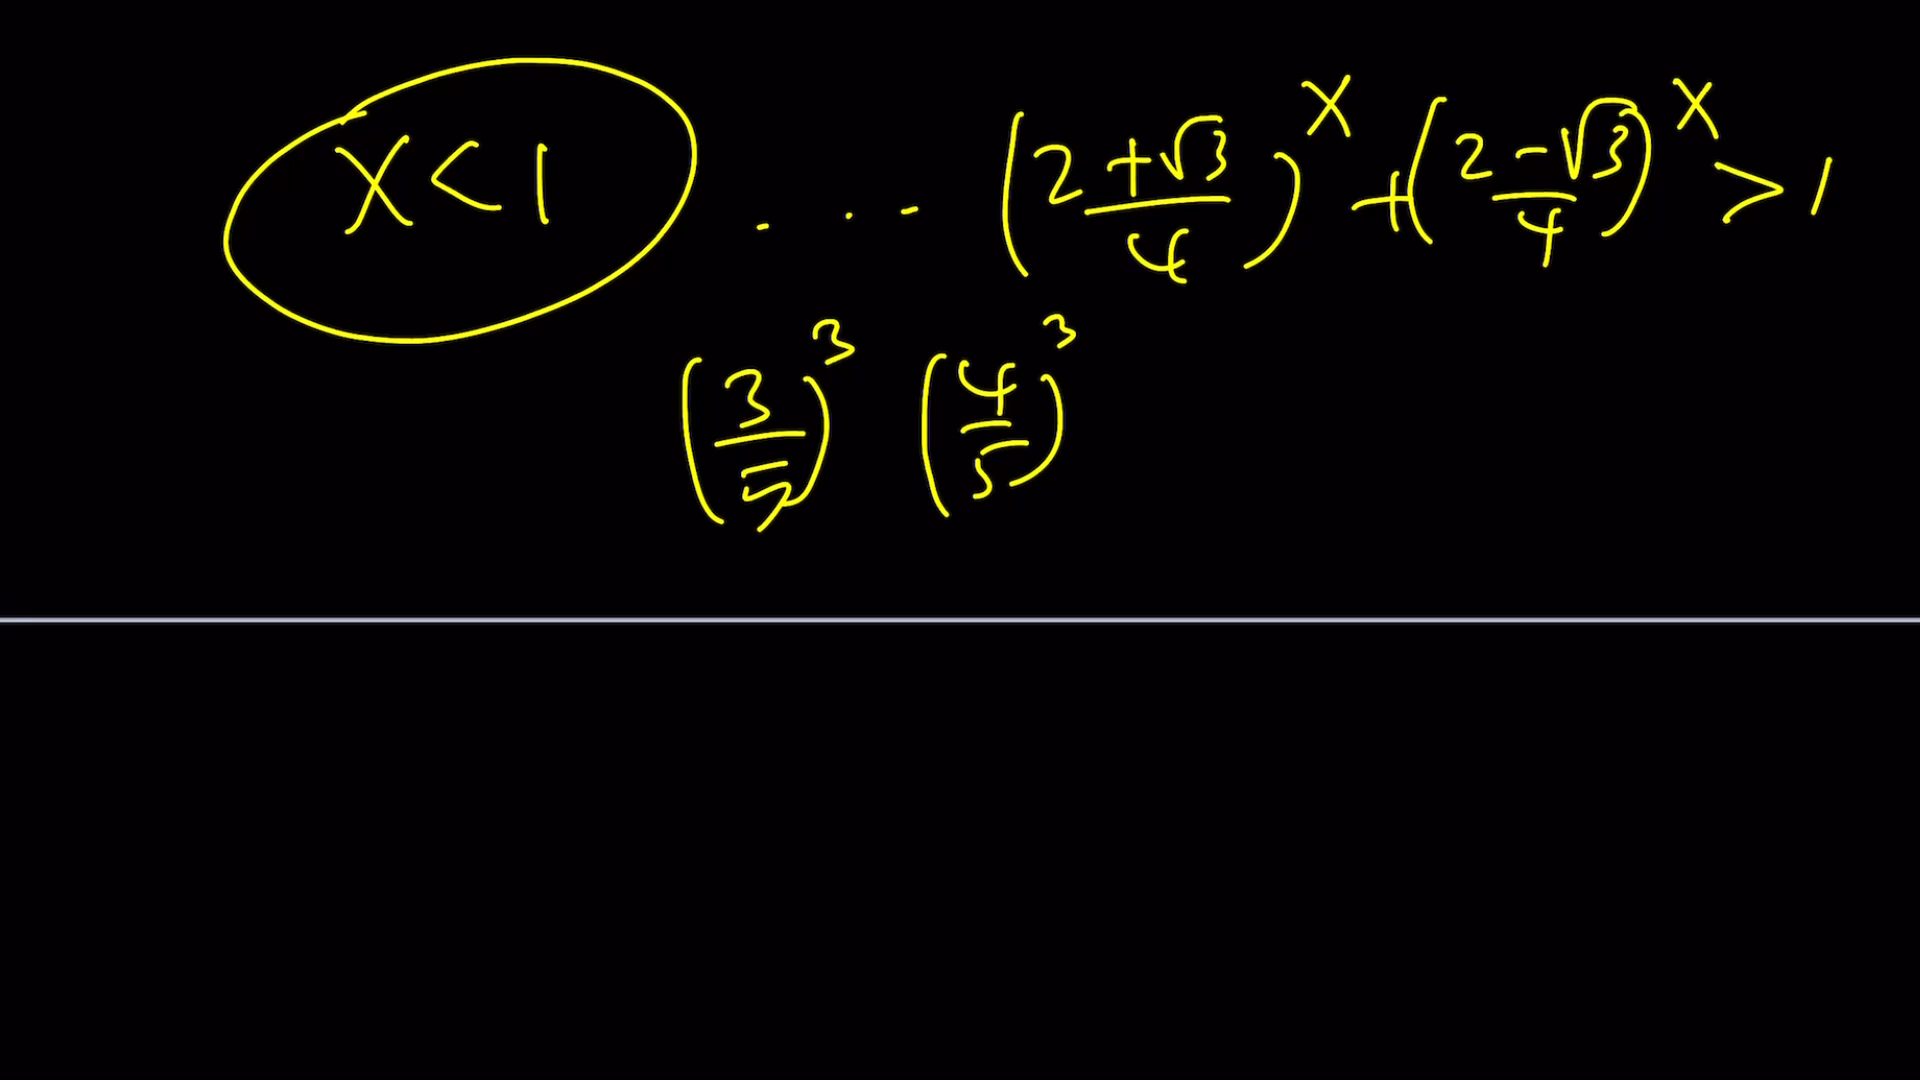 X < 1 . . . ((2+√3)/4)^x + ((2-√3)/4)^x > 1
(3/5)^3 (4/5)^3